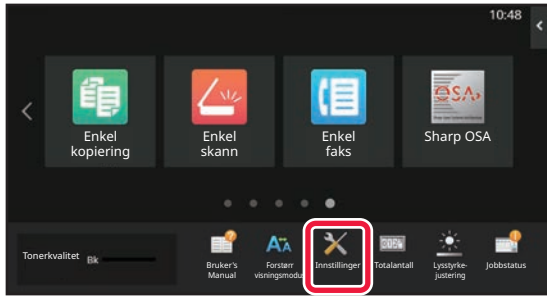 10:48
Enkel
kopiering
Enkel
skann
Enkel
faks
Sharp OSA
Tonerkvalitet Bk
Bruker's
Manual
Forstørr
visningsmodus
Innstillinger
Totalantall
Lysstyrke-
justering
Jobbstatus